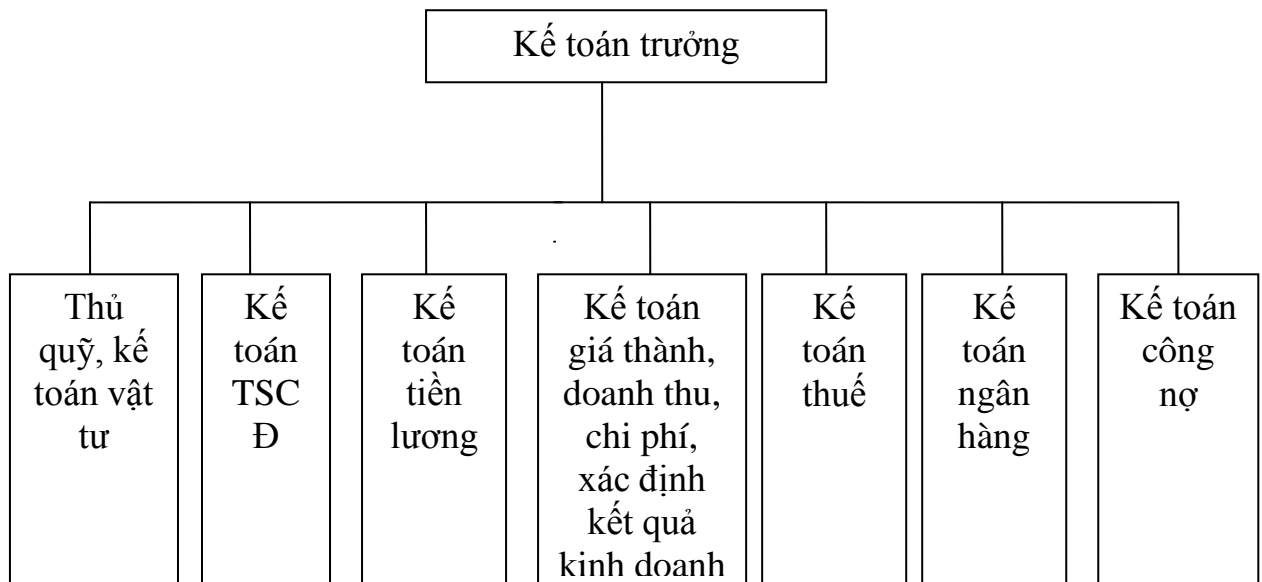 Kế toán trưởng
Thủ
quỹ, kế
toán vật
tư
Kế
toán
TSC
Đ
Kế
toán
tiền
lương
Kế toán
giá thành,
doanh thu,
chi phí,
xác định
kết quả
kinh doanh
Kế
toán
thuế
Kế
toán
ngân
hàng
Kế toán
công
nợ